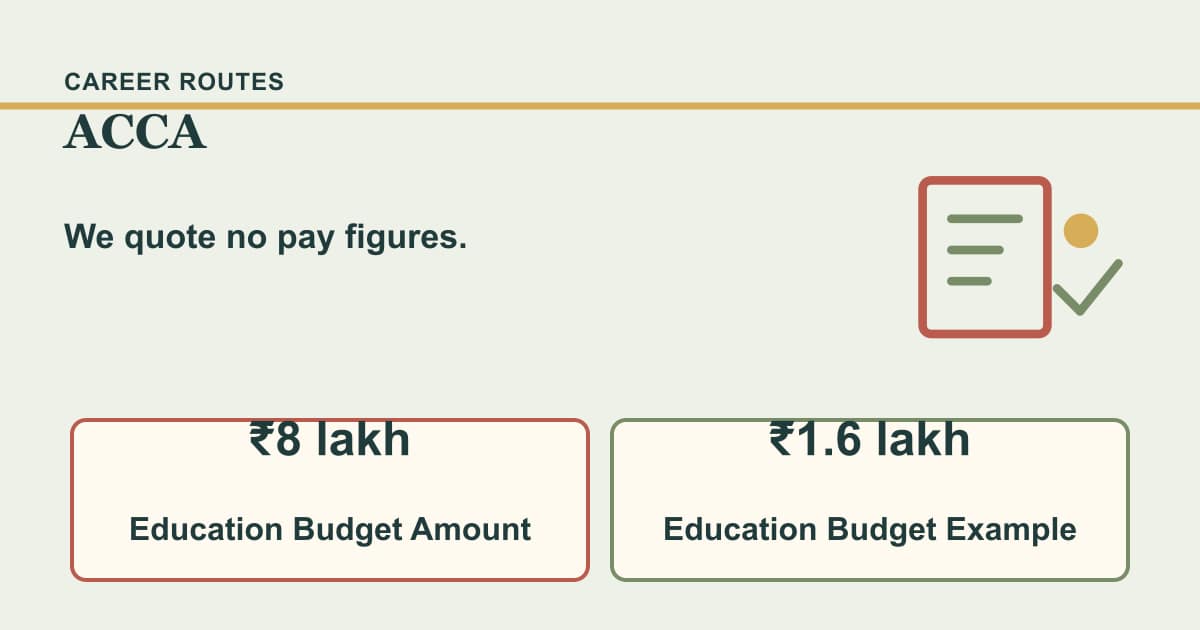 CAREER ROUTES
ACCA
We quote no pay figures.
₹8 lakh
Education Budget Amount
₹1.6 lakh
Education Budget Example